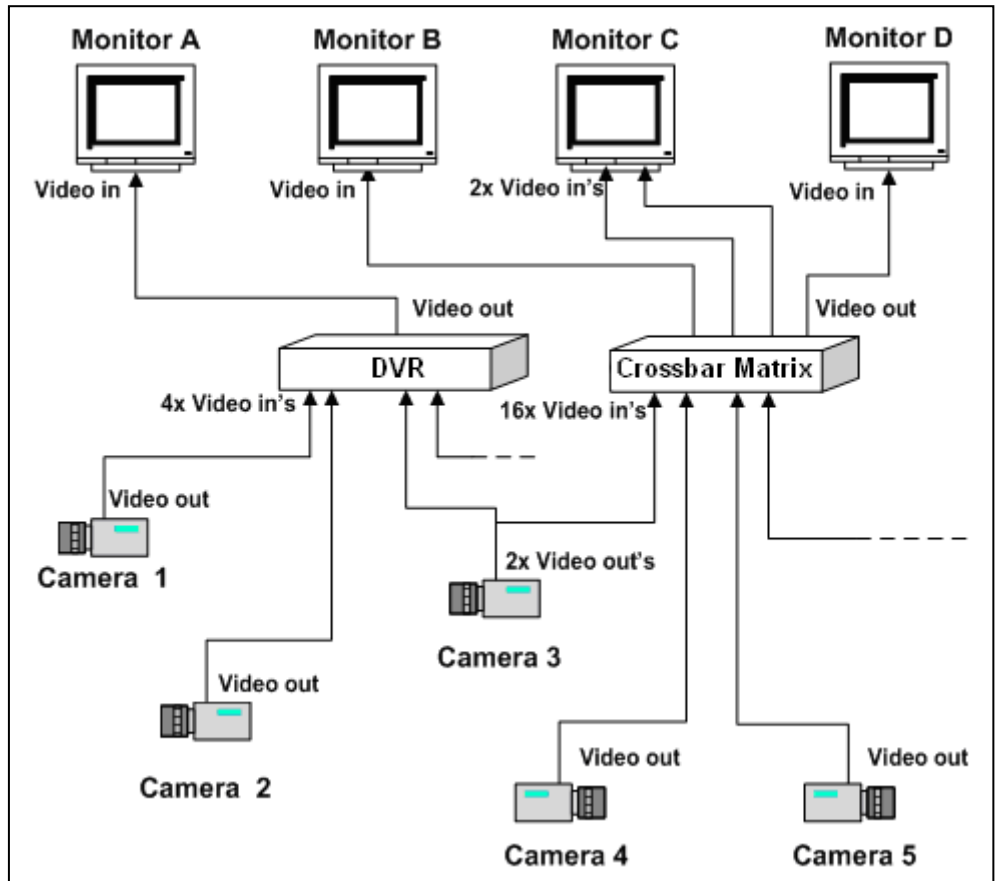 Monitor A
Monitor B
Monitor C
Monitor D
Video in
Video in
2x Video in's
Video in
Video out
Video out
DVR
Crossbar Matrix
4x Video in's
16x Video in's
Video out
Camera 1
2x Video out's
Camera 3
Video out
Camera 2
Video out
Video out
Camera 4
Camera 5